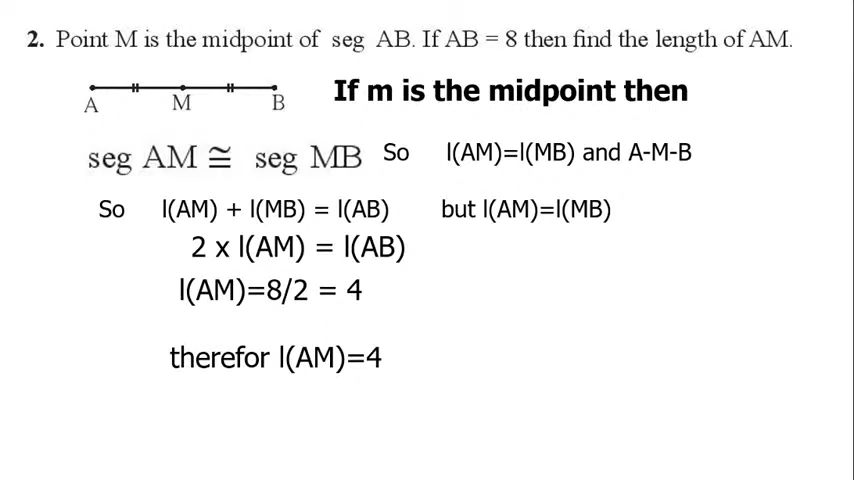 2. Point M is the midpoint of seg AB. If AB = 8 then find the length of AM.
A M B
If m is the midpoint then
seg AM ≅ seg MB So l(AM)=l(MB) and A-M-B
So l(AM) + l(MB) = l(AB) but l(AM)=l(MB)
2 x l(AM) = l(AB)
l(AM)=8/2 = 4
therefor l(AM)=4